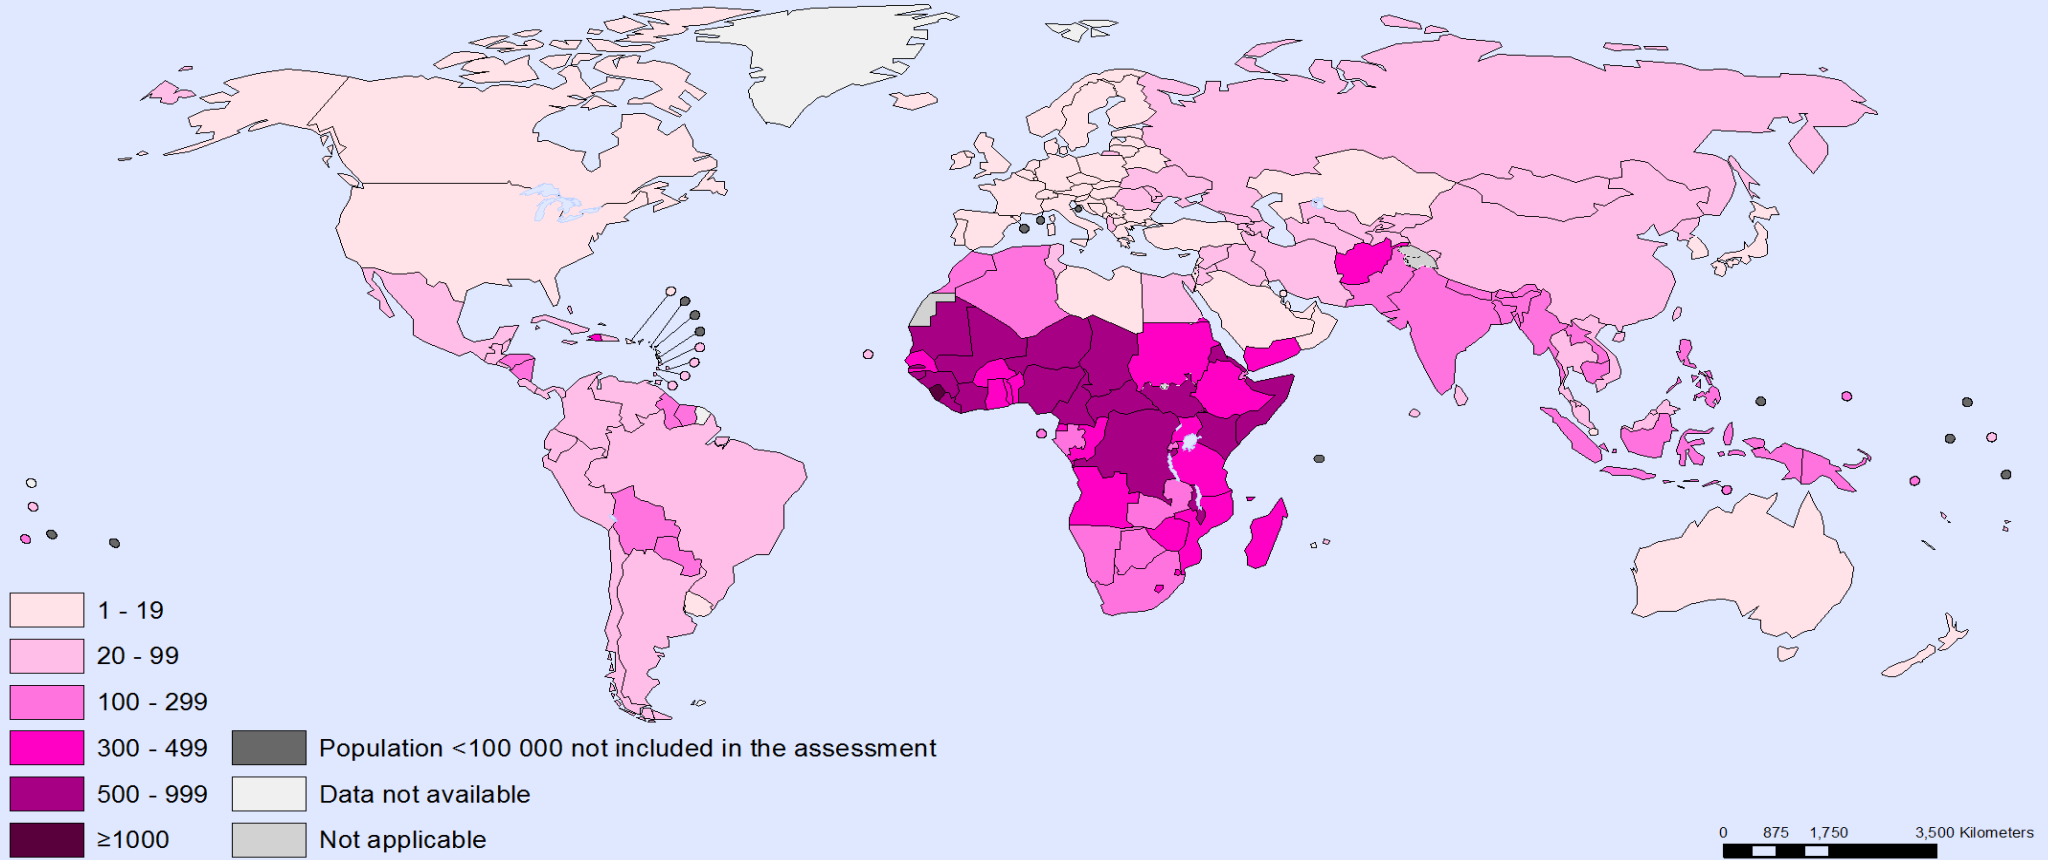 1 - 19
20 - 99
100 - 299
300 - 499
500 - 999
≥1000
Population <100 000 not included in the assessment
Data not available
Not applicable
0 875 1,750 3,500 Kilometers